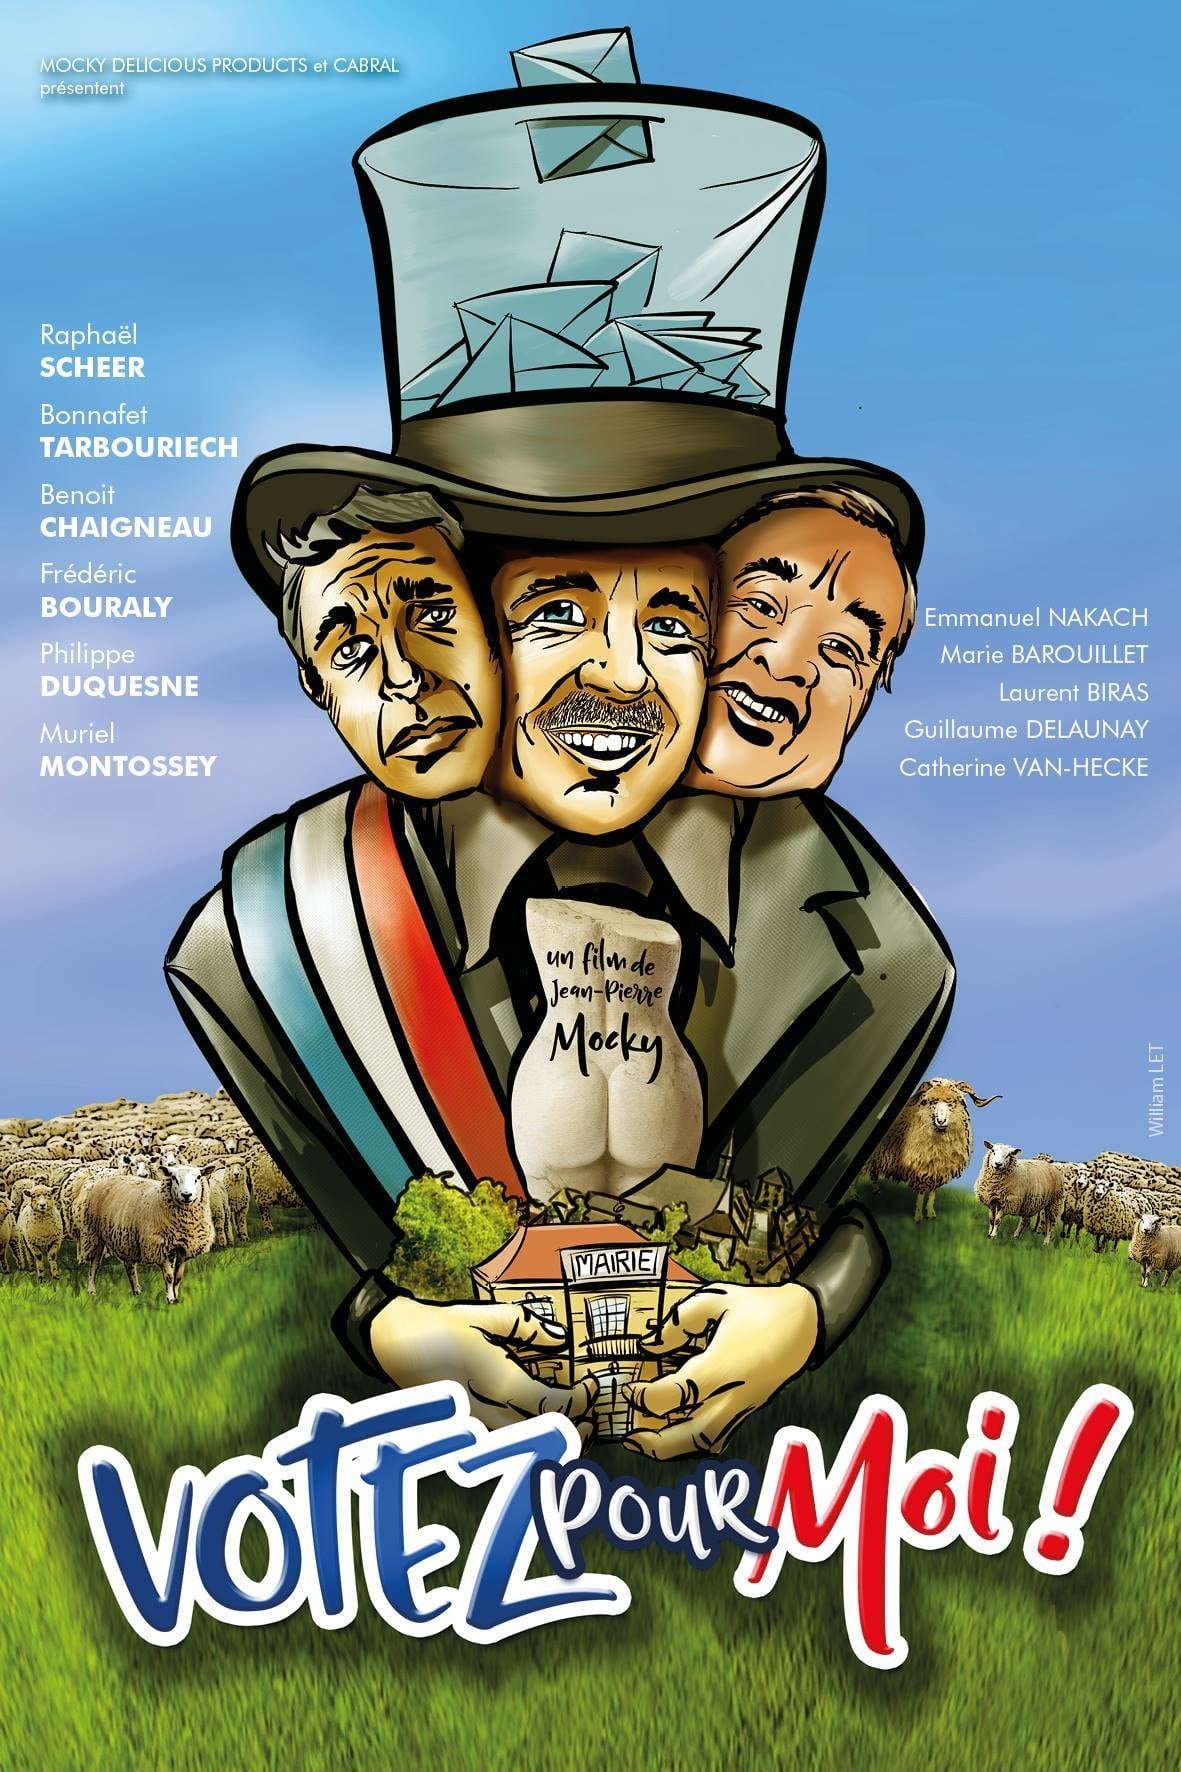 MOCKY DELICIOUS PRODUCTS et CABRAL
présentent
Raphaël
SCHEER
Bonnafet
TARBOURIECH
Benoit
CHAIGNEAU
Frédéric
BOURALY
Philippe
DUQUESNE
Muriel
MONTOSSEY
Emmanuel NAKACH
Marie BAROUILLET
Laurent BIRAS
Guillaume DELAUNAY
Catherine VAN-HECKE
un film de
Jean-Pierre
Mocky
William LET
MAIRIE
VOTEZ POUR Moi !